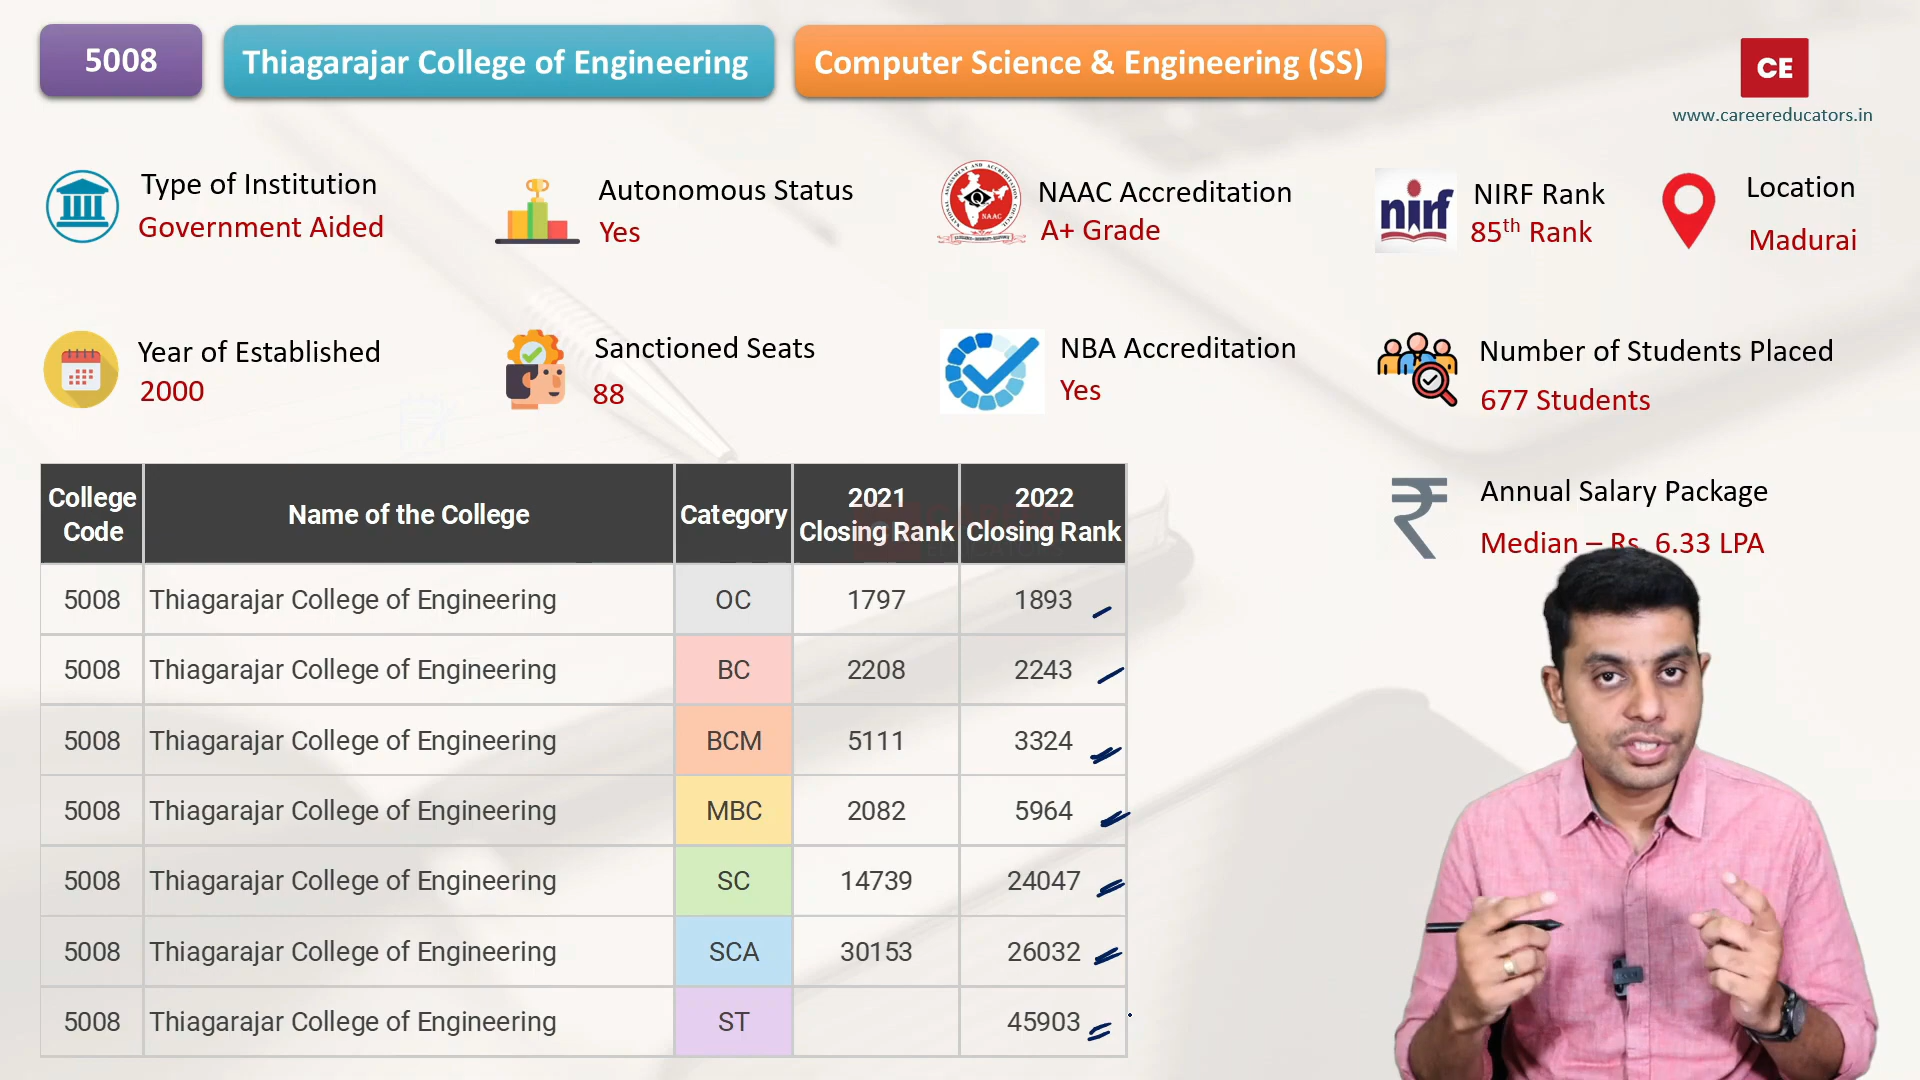 5008
Thiagarajar College of Engineering
Computer Science & Engineering (SS)
CE
www.careereducators.in
Type of Institution
Government Aided
Autonomous Status
Yes
NAAC
NAAC Accreditation
A+ Grade
nirf
NIRF Rank
85th Rank
Location
Madurai
Year of Established
2000
Sanctioned Seats
88
NBA Accreditation
Yes
Number of Students Placed
677 Students
Annual Salary Package
Median – Rs. 6.33 LPA
College Code Name of the College Category 2021 Closing Rank 2022 Closing Rank
5008 Thiagarajar College of Engineering OC 1797 1893
5008 Thiagarajar College of Engineering BC 2208 2243
5008 Thiagarajar College of Engineering BCM 5111 3324
5008 Thiagarajar College of Engineering MBC 2082 5964
5008 Thiagarajar College of Engineering SC 14739 24047
5008 Thiagarajar College of Engineering SCA 30153 26032
5008 Thiagarajar College of Engineering ST 45903